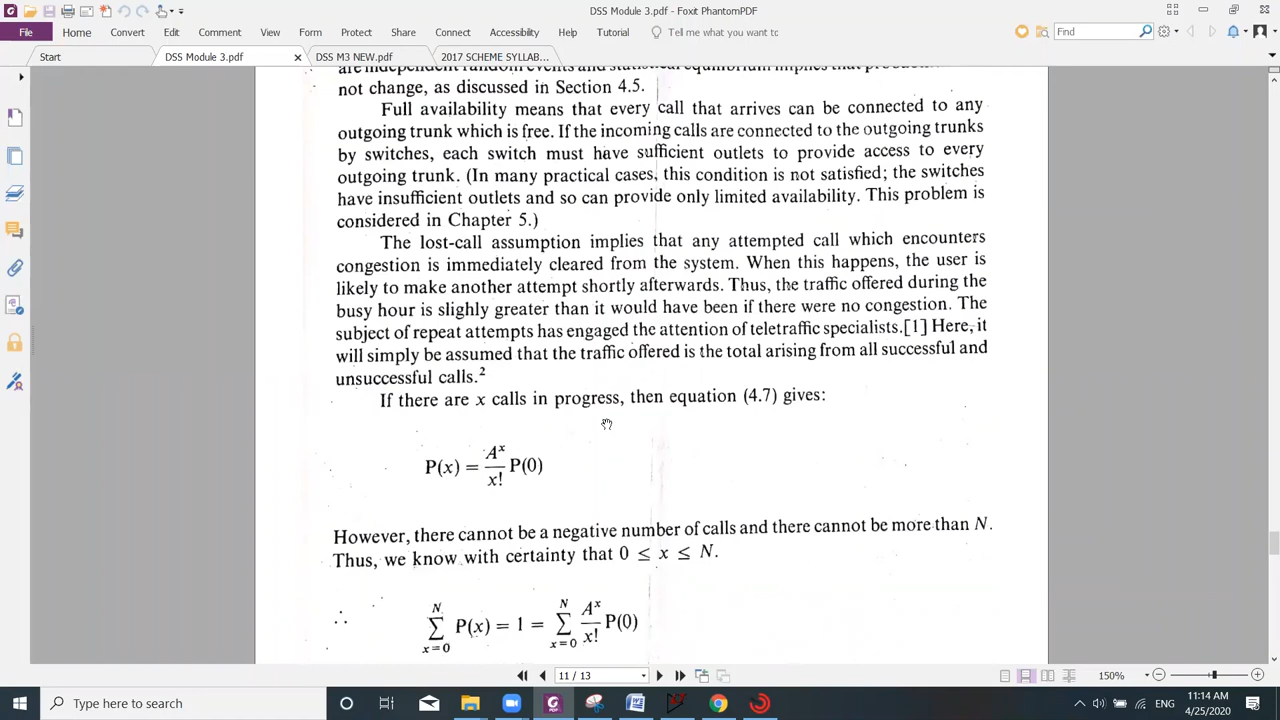 DSS Module 3.pdf - Foxit PhantomPDF
File Home Convert Edit Comment View Form Protect Share Connect Accessibility Help Tutorial Tell me what you want to Find
Start DSS Module 3.pdf DSS M3 NEW.pdf 2017 SCHEME SYLLAB...
not change, as discussed in Section 4.5.
Full availability means that every call that arrives can be connected to any
outgoing trunk which is free. If the incoming calls are connected to the outgoing trunks
by switches, each switch must have sufficient outlets to provide access to every
outgoing trunk. (In many practical cases, this condition is not satisfied; the switches
have insufficient outlets and so can provide only limited availability. This problem is
considered in Chapter 5.)
The lost-call assumption implies that any attempted call which encounters
congestion is immediately cleared from the system. When this happens, the user is
likely to make another attempt shortly afterwards. Thus, the traffic offered during the
busy hour is slighly greater than it would have been if there were no congestion. The
subject of repeat attempts has engaged the attention of teletraffic specialists.[1] Here, it
will simply be assumed that the traffic offered is the total arising from all successful and
unsuccessful calls.²
If there are x calls in progress, then equation (4.7) gives:
P(x) = A^x/x! P(0)
However, there cannot be a negative number of calls and there cannot be more than N.
Thus, we know with certainty that 0 ≤ x ≤ N.
∴ ∑_{x=0}^{N} P(x) = 1 = ∑_{x=0}^{N} A^x/x! P(0)
11 / 13 150%
Type here to search ENG 11:14 AM
4/25/2020